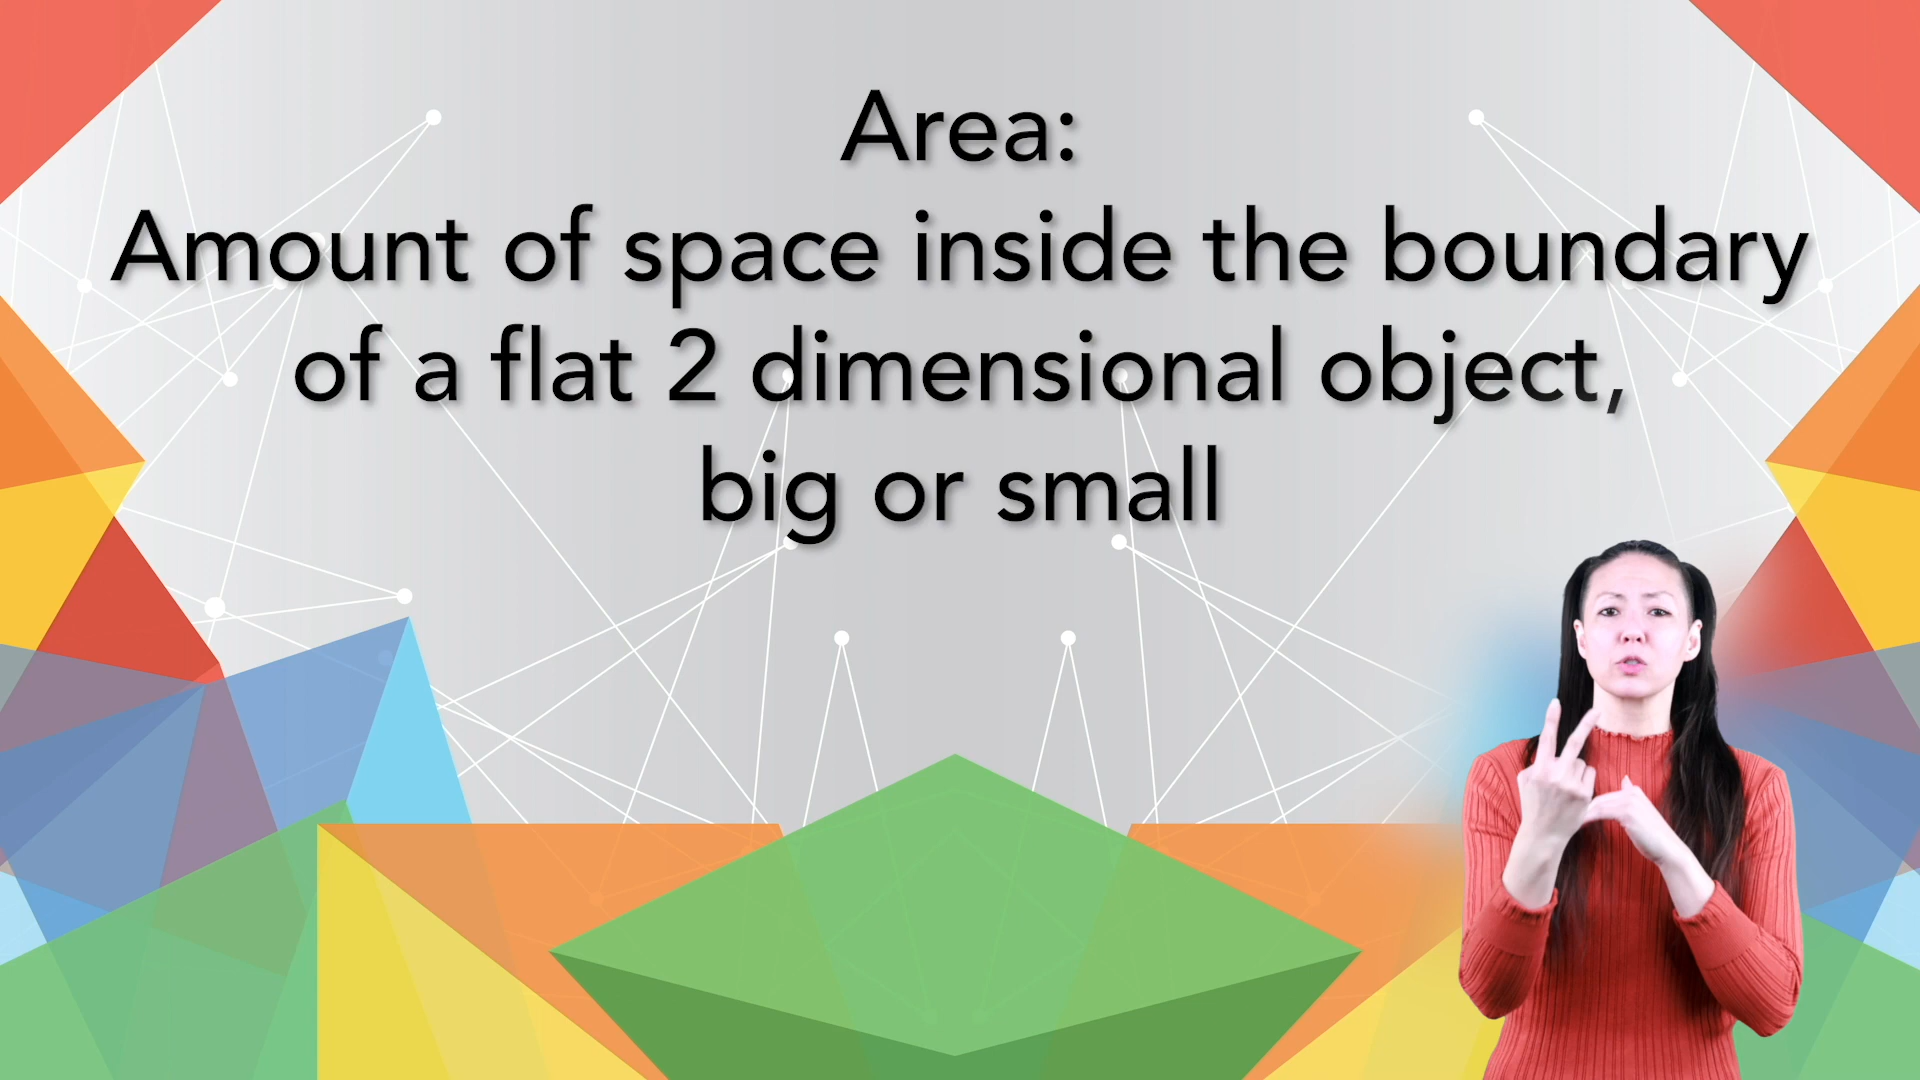 Area:
Amount of space inside the boundary
of a flat 2 dimensional object,
big or small